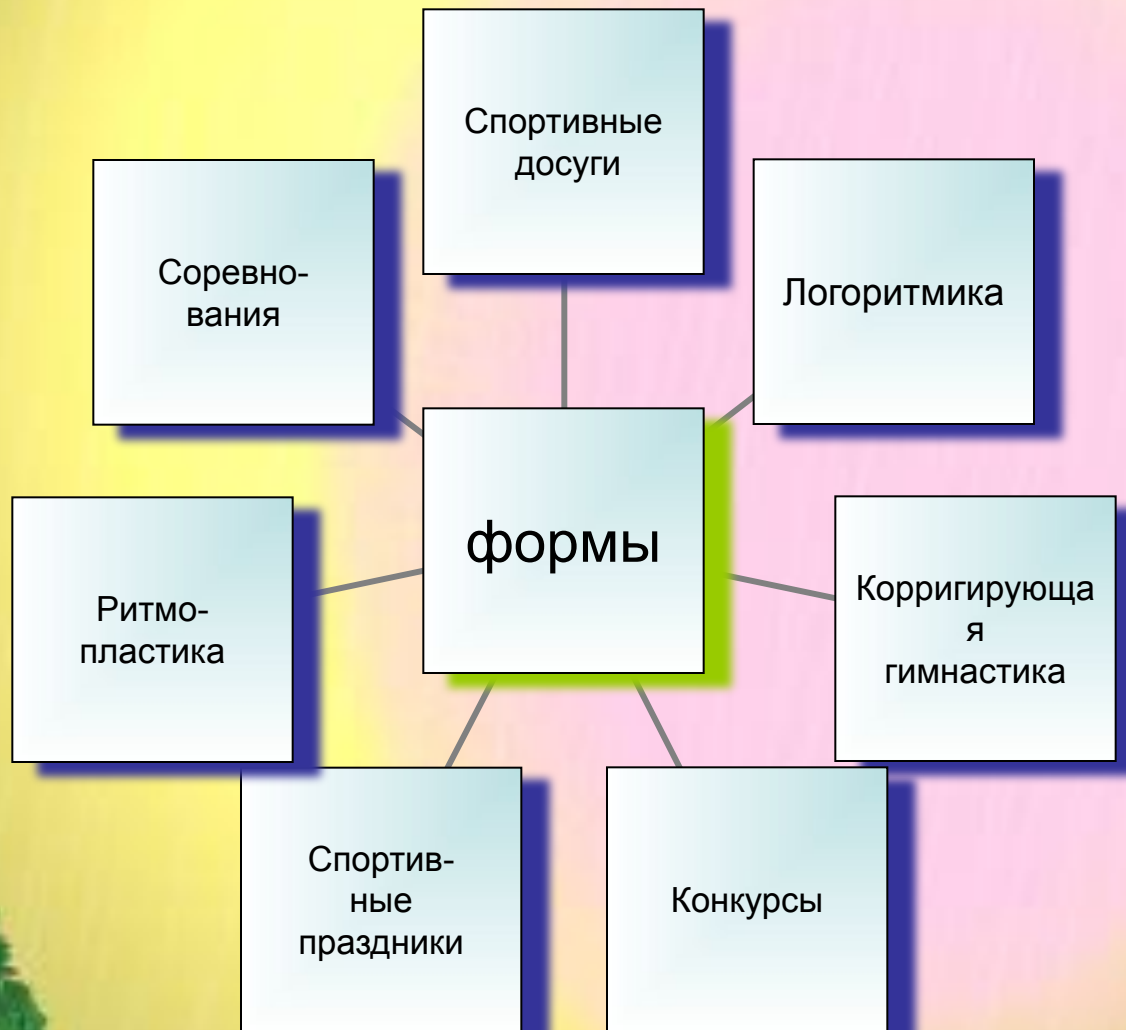 Спортивные
досуги
Соревно-
вания
Логоритмика
формы
Ритмо-
пластика
Корригирующа
я
гимнастика
Спортив-
ные
праздники
Конкурсы